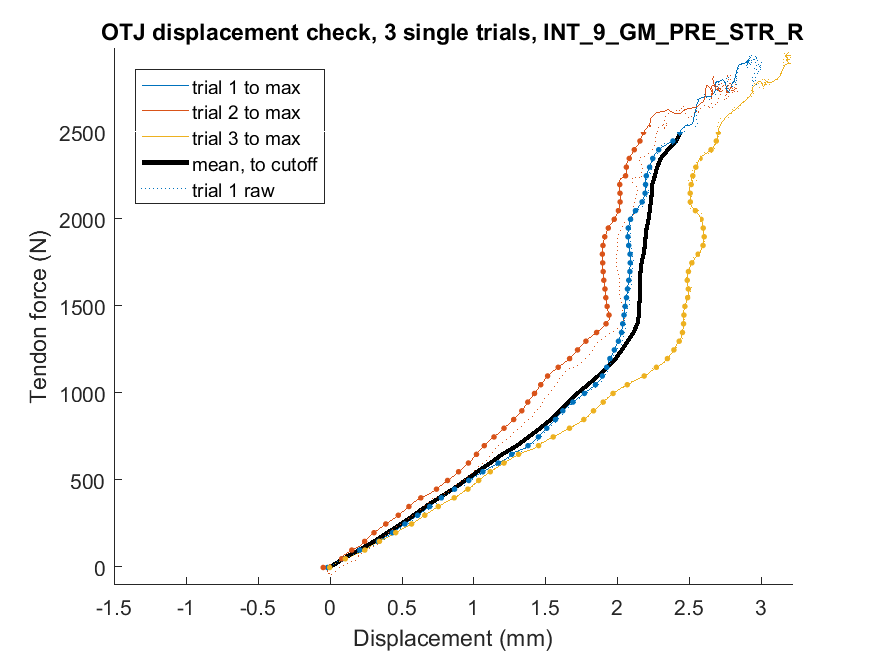 OTJ displacement check, 3 single trials, INT_9_GM_PRE_STR_R
trial 1 to max
trial 2 to max
trial 3 to max
mean, to cutoff
trial 1 raw
2500
2000
1500
1000
500
0
Tendon force (N)
-1.5 -1 -0.5 0 0.5 1 1.5 2 2.5 3
Displacement (mm)